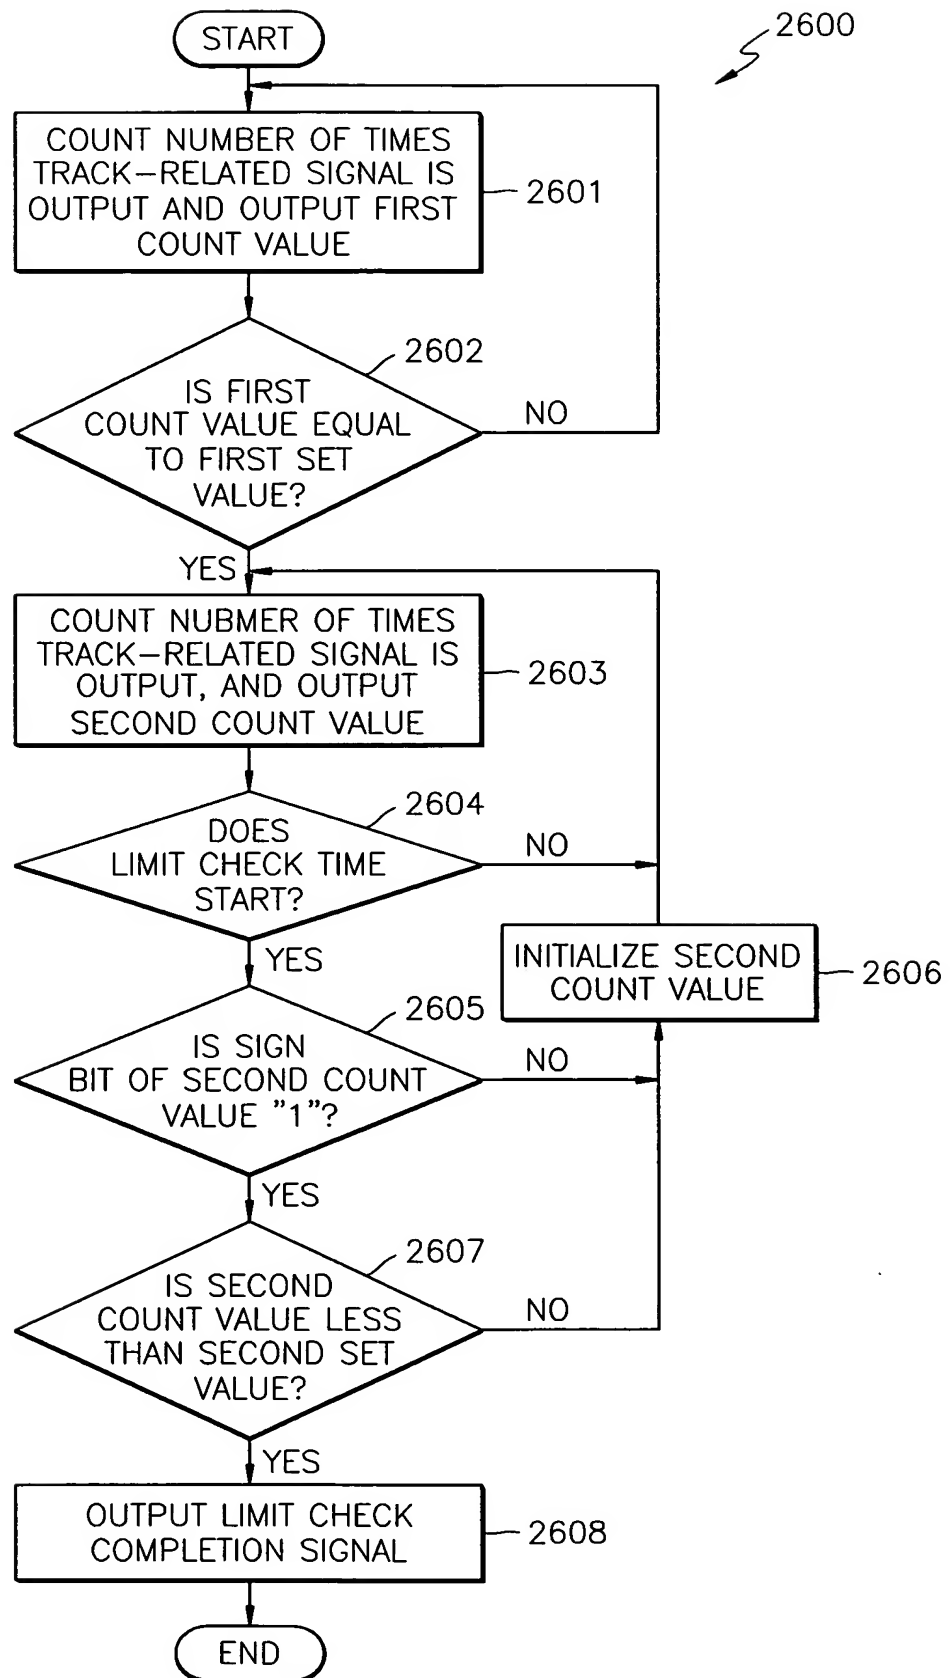 START
2600
COUNT NUMBER OF TIMES
TRACK-RELATED SIGNAL IS
OUTPUT AND OUTPUT FIRST
COUNT VALUE
2601
2602
IS FIRST
COUNT VALUE EQUAL
TO FIRST SET
VALUE?
NO
YES
COUNT NUBMER OF TIMES
TRACK-RELATED SIGNAL IS
OUTPUT, AND OUTPUT
SECOND COUNT VALUE
2603
2604
DOES
LIMIT CHECK TIME
START?
NO
YES
INITIALIZE SECOND
COUNT VALUE
2606
2605
IS SIGN
BIT OF SECOND COUNT
VALUE "1"?
NO
YES
2607
IS SECOND
COUNT VALUE LESS
THAN SECOND SET
VALUE?
NO
YES
OUTPUT LIMIT CHECK
COMPLETION SIGNAL
2608
END